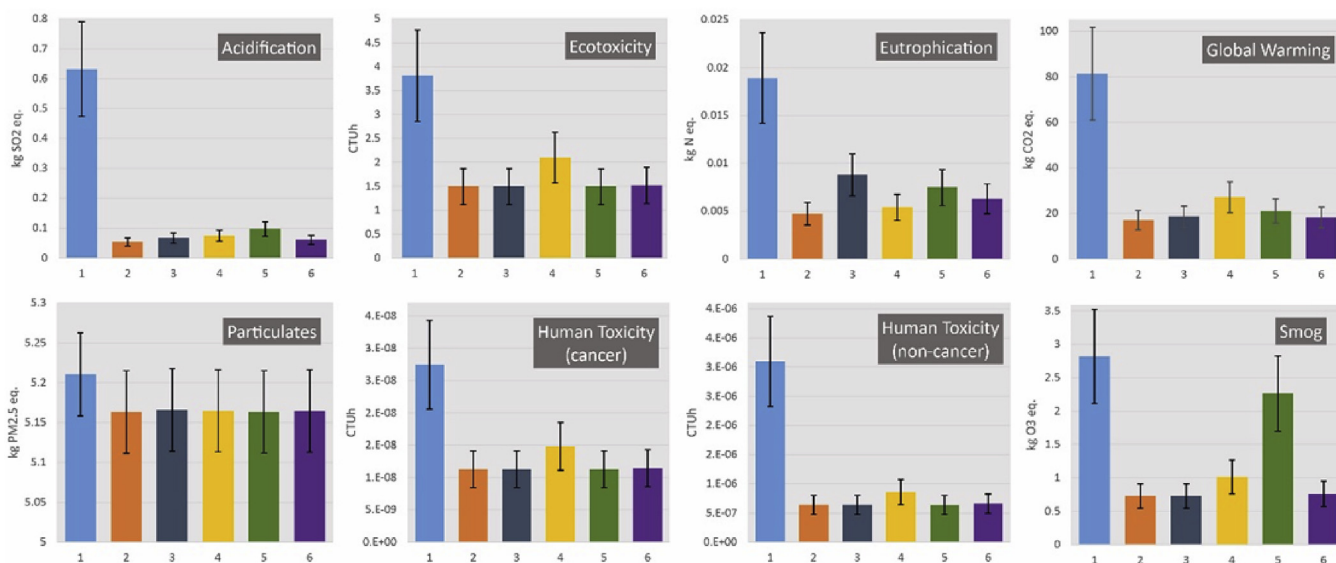 Acidification
kg SO2 eq.
0.8
0.7
0.6
0.5
0.4
0.3
0.2
0.1
0
1 2 3 4 5 6
Ecotoxicity
CTUh
5
4.5
4
3.5
3
2.5
2
1.5
1
0.5
0
1 2 3 4 5 6
Eutrophication
kg N eq.
0.025
0.02
0.015
0.01
0.005
0
1 2 3 4 5 6
Global Warming
kg CO2 eq.
100
80
60
40
20
0
1 2 3 4 5 6
Particulates
kg PM2.5 eq.
5.3
5.25
5.2
5.15
5.1
5.05
5
1 2 3 4 5 6
Human Toxicity
(cancer)
CTUh
4.E-08
3.E-08
3.E-08
2.E-08
2.E-08
1.E-08
5.E-09
0.E+00
1 2 3 4 5 6
Human Toxicity
(non-cancer)
CTUh
4.E-06
4.E-06
3.E-06
3.E-06
2.E-06
2.E-06
1.E-06
5.E-07
0.E+00
1 2 3 4 5 6
Smog
kg O3 eq.
3.5
3
2.5
2
1.5
1
0.5
0
1 2 3 4 5 6